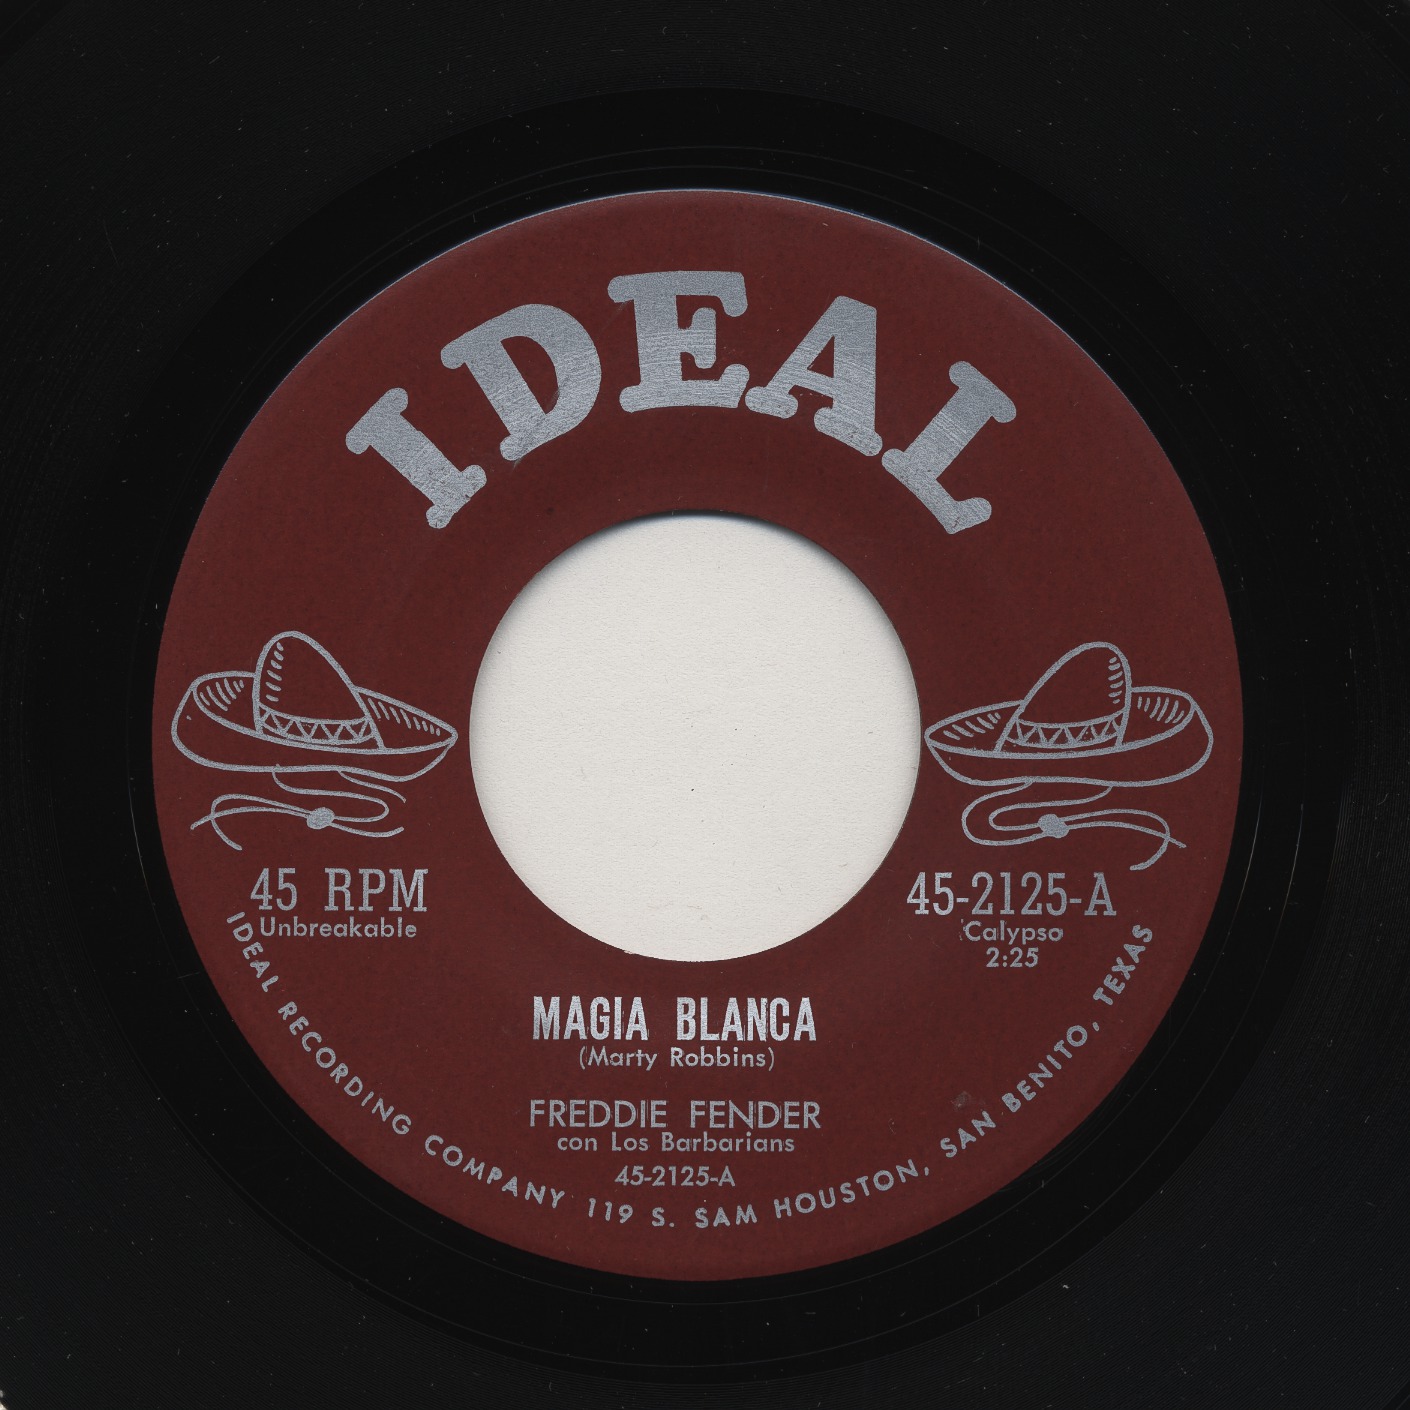 IDEAL
45 RPM
Unbreakable
45-2125-A
Calypso
2:25
MAGIA BLANCA
(Marty Robbins)
FREDDIE FENDER
con Los Barbarians
45-2125-A
IDEAL RECORDING COMPANY 119 S. SAM HOUSTON, SAN BENITO, TEXAS